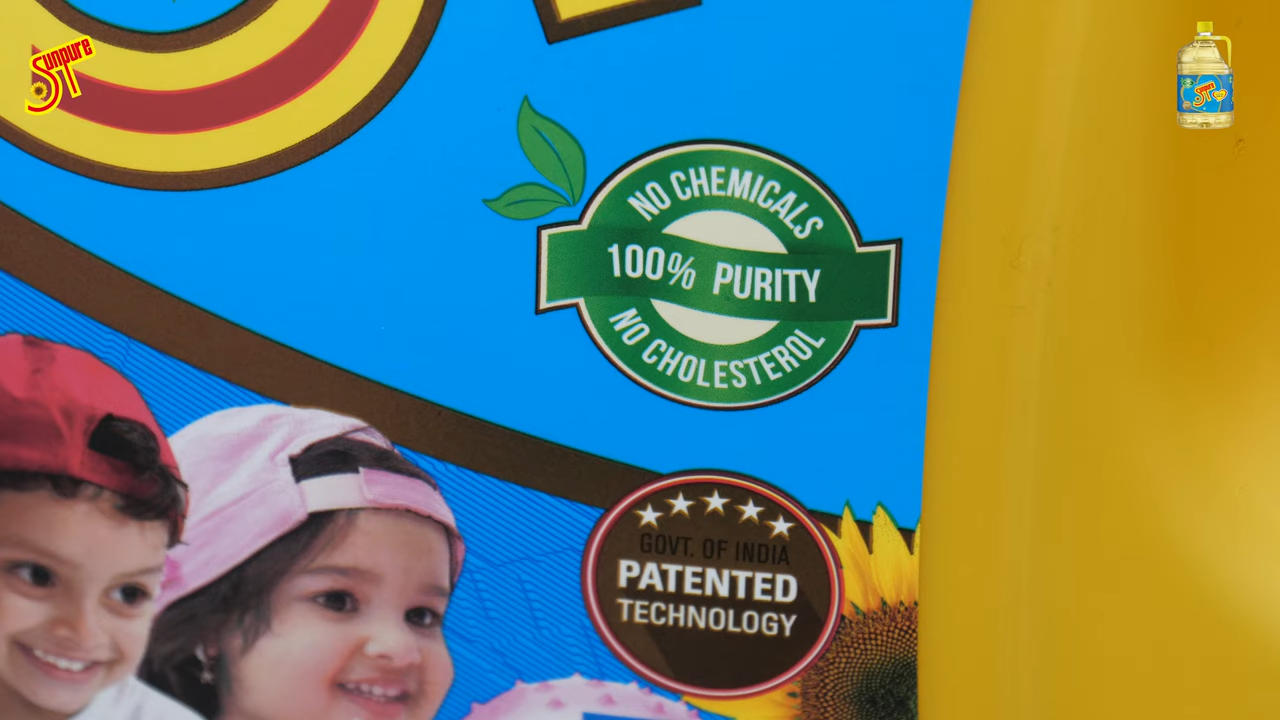 Sunpure
NO CHEMICALS
100% PURITY
NO CHOLESTEROL
GOVT. OF INDIA
PATENTED
TECHNOLOGY